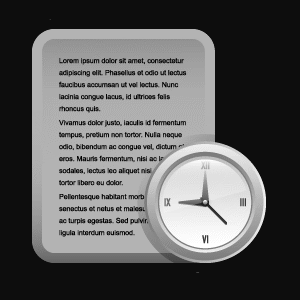 Lorem ipsum dolor sit amet, consectetur
adipiscing elit. Phasellus et odio ut lectus
faucibus accumsan ut vel lectus. Nunc
lacinia congue lacus, id ultrices felis
rhoncus quis.
Vivamus dolor justo, iaculis id fermentum
tempus, pretium non tortor. Nulla neque
odio, bibendum ac congue vel, dictum
eros. Mauris fermentum, nisi ac
sodales, lectus leo aliquet nisi
tortor libero eu dolor.
Pellentesque habitant
senectus et netus et
ac turpis egestas. Sed
ligula interdum euismod.
XII
IX
III
VI